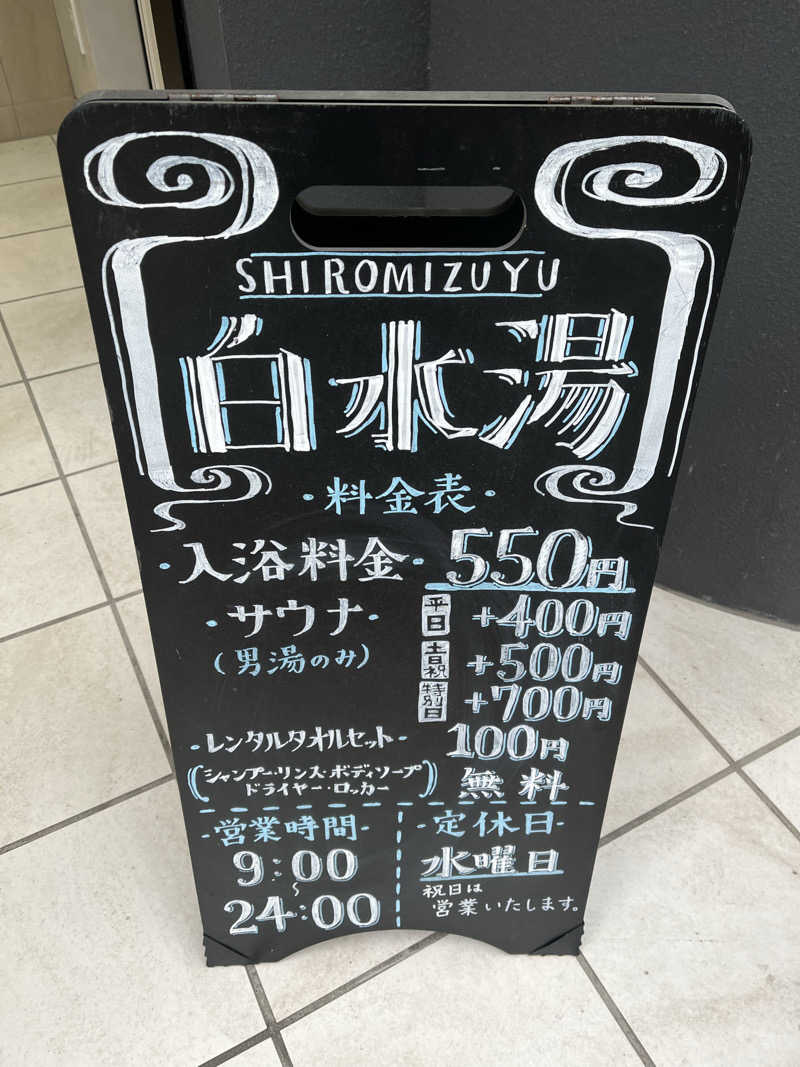 SHIROMIZUYU
白水湯
・料金表・
・入浴料金・ 550円
・サウナ・ 平日 +400円
(男湯のみ) 土日祝 +500円
特別日 +700円
・レンタルタオルセット・ 100円
(シャンプー・リンス・ボディソープ
ドライヤー・ロッカー) 無料
-営業時間-
9:00
~
24:00
-定休日-
水曜日
祝日は
営業いたします。